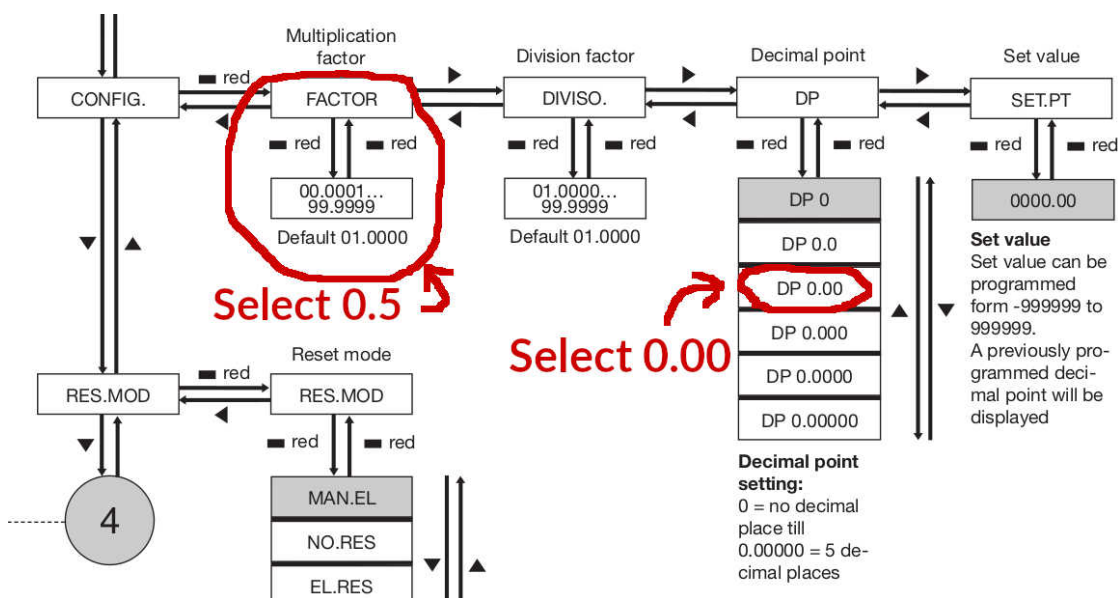 Multiplication
factor
Division factor
Decimal point
Set value
red
CONFIG.
FACTOR
DIVISO.
DP
SET.PT
red
red
red
red
red
red
red
red
00.0001...
99.9999
01.0000...
99.9999
DP 0
0000.00
Default 01.0000
Default 01.0000
DP 0.0
DP 0.00
DP 0.000
DP 0.0000
DP 0.00000
Set value
Set value can be
programmed
form -999999 to
999999.
A previously pro-
grammed deci-
mal point will be
displayed
Select 0.5
Select 0.00
Reset mode
red
RES.MOD
RES.MOD
red
red
MAN.EL
NO.RES
EL.RES
4
Decimal point
setting:
0 = no decimal
place till
0.00000 = 5 de-
cimal places